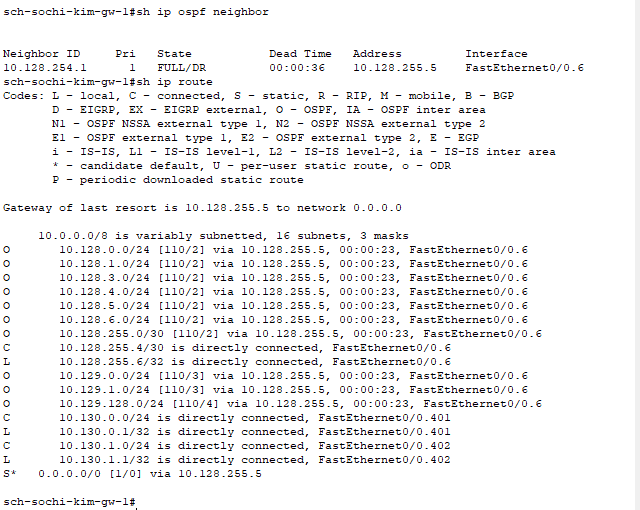 sch-sochi-kim-gw-1#sh ip ospf neighbor
Neighbor ID     Pri   State           Dead Time   Address         Interface
10.128.254.1      1   FULL/DR         00:00:36    10.128.255.5    FastEthernet0/0.6
sch-sochi-kim-gw-1#sh ip route
Codes: L - local, C - connected, S - static, R - RIP, M - mobile, B - BGP
       D - EIGRP, EX - EIGRP external, O - OSPF, IA - OSPF inter area
       N1 - OSPF NSSA external type 1, N2 - OSPF NSSA external type 2
       E1 - OSPF external type 1, E2 - OSPF external type 2, E - EGP
       i - IS-IS, L1 - IS-IS level-1, L2 - IS-IS level-2, ia - IS-IS inter area
       * - candidate default, U - per-user static route, o - ODR
       P - periodic downloaded static route
Gateway of last resort is 10.128.255.5 to network 0.0.0.0
     10.0.0.0/8 is variably subnetted, 16 subnets, 3 masks
O       10.128.0.0/24 [110/2] via 10.128.255.5, 00:00:23, FastEthernet0/0.6
O       10.128.1.0/24 [110/2] via 10.128.255.5, 00:00:23, FastEthernet0/0.6
O       10.128.3.0/24 [110/2] via 10.128.255.5, 00:00:23, FastEthernet0/0.6
O       10.128.4.0/24 [110/2] via 10.128.255.5, 00:00:23, FastEthernet0/0.6
O       10.128.5.0/24 [110/2] via 10.128.255.5, 00:00:23, FastEthernet0/0.6
O       10.128.6.0/24 [110/2] via 10.128.255.5, 00:00:23, FastEthernet0/0.6
O       10.128.255.0/30 [110/2] via 10.128.255.5, 00:00:23, FastEthernet0/0.6
C       10.128.255.4/30 is directly connected, FastEthernet0/0.6
L       10.128.255.6/32 is directly connected, FastEthernet0/0.6
O       10.129.0.0/24 [110/3] via 10.128.255.5, 00:00:23, FastEthernet0/0.6
O       10.129.1.0/24 [110/3] via 10.128.255.5, 00:00:23, FastEthernet0/0.6
O       10.129.128.0/24 [110/4] via 10.128.255.5, 00:00:23, FastEthernet0/0.6
C       10.130.0.0/24 is directly connected, FastEthernet0/0.401
L       10.130.0.1/32 is directly connected, FastEthernet0/0.401
C       10.130.1.0/24 is directly connected, FastEthernet0/0.402
L       10.130.1.1/32 is directly connected, FastEthernet0/0.402
S*   0.0.0.0/0 [1/0] via 10.128.255.5
sch-sochi-kim-gw-1#